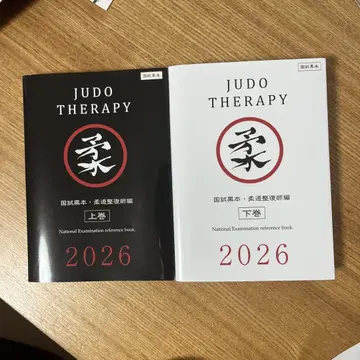 国試黒本
JUDO
THERAPY
柔
国試黒本・柔道整復師編
上巻
National Examination reference book.
2026
国試黒本
JUDO
THERAPY
柔
国試黒本・柔道整復師編
下巻
National Examination reference book.
2026